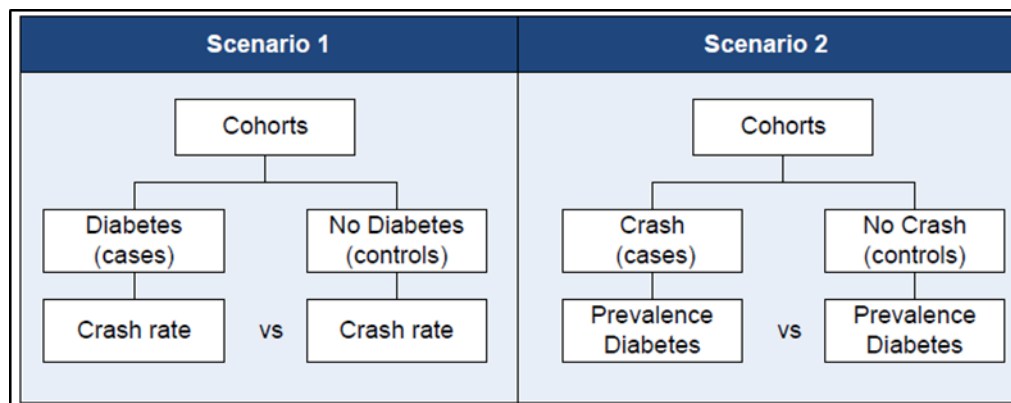 Scenario 1
Scenario 2
Cohorts
Cohorts
Diabetes
(cases)
No Diabetes
(controls)
Crash
(cases)
No Crash
(controls)
Crash rate
vs
Crash rate
Prevalence
Diabetes
vs
Prevalence
Diabetes